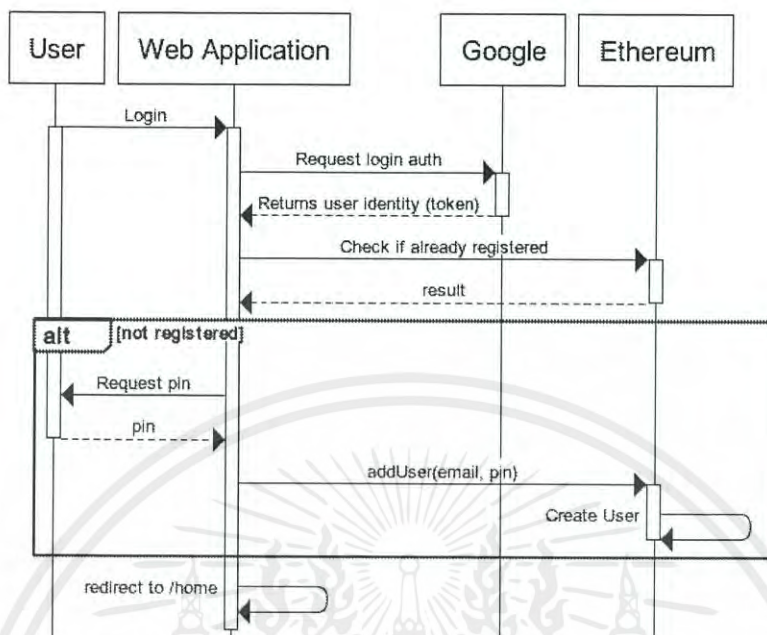 User
Web Application
Google
Ethereum
Login
Request login auth
Returns user identity (token)
Check if already registered
result
alt [not registered]
Request pin
pin
addUser(email, pin)
Create User
redirect to /home